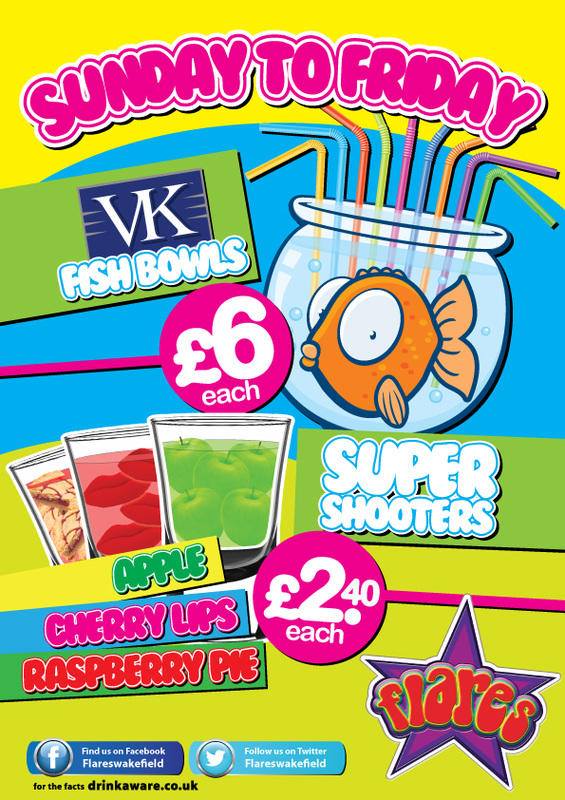 SUNDAY TO FRIDAY
VK
FISH BOWLS
£6
each
SUPER
SHOOTERS
APPLE
CHERRY LIPS
RASPBERRY PIE
£2.40
each
flares
Find us on Facebook
Flareswakefield
Follow us on Twitter
Flareswakefield
for the facts drinkaware.co.uk